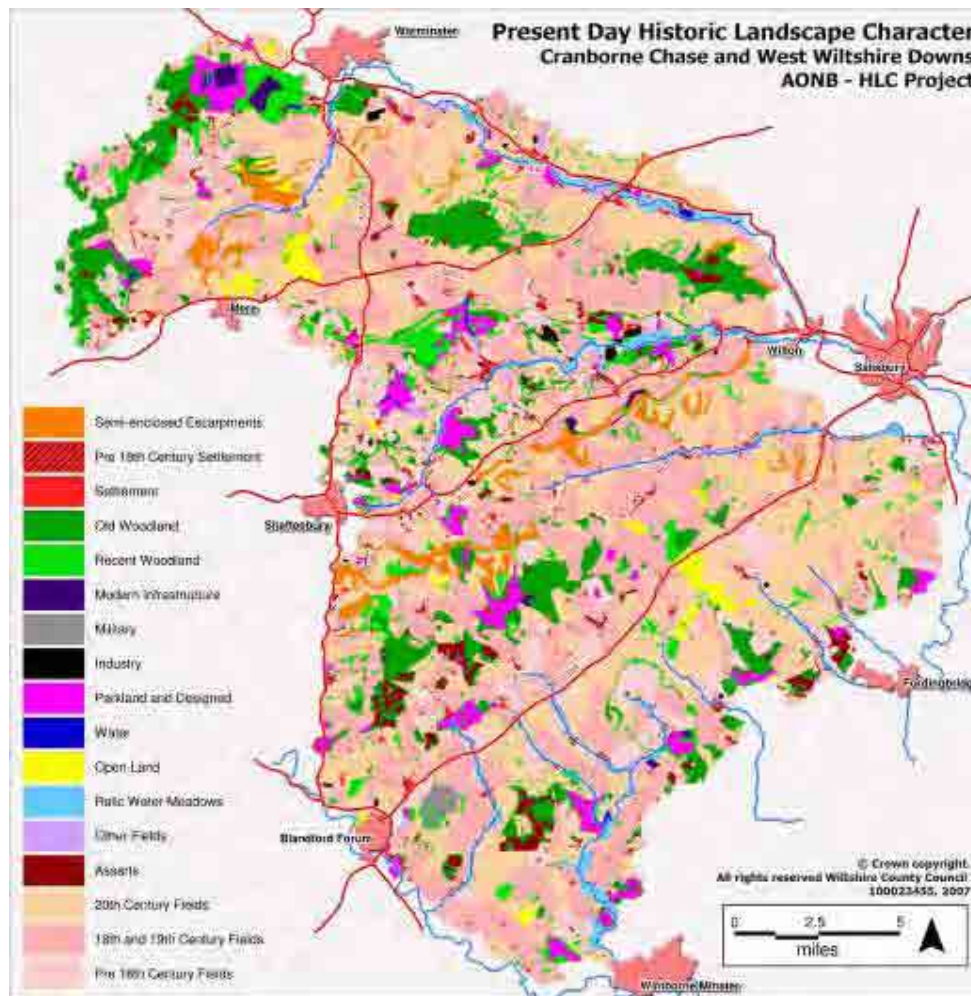 Present Day Historic Landscape Character
Cranborne Chase and West Wiltshire Downs
AONB - HLC Project
Warminster
Mere
Wilton
Salisbury
Shaftesbury
Fordingbridge
Blandford Forum
Wimborne Minster
Semi-enclosed Escarpments
Pre 18th Century Settlement
Settlement
Old Woodland
Recent Woodland
Modern Infrastructure
Military
Industry
Parkland and Designed
Water
Open Land
Relic Water Meadows
Other Fields
Assarts
20th Century Fields
18th and 19th Century Fields
Pre 18th Century Fields
© Crown copyright.
All rights reserved Wiltshire County Council
100023455, 2007
0 2.5 5
miles